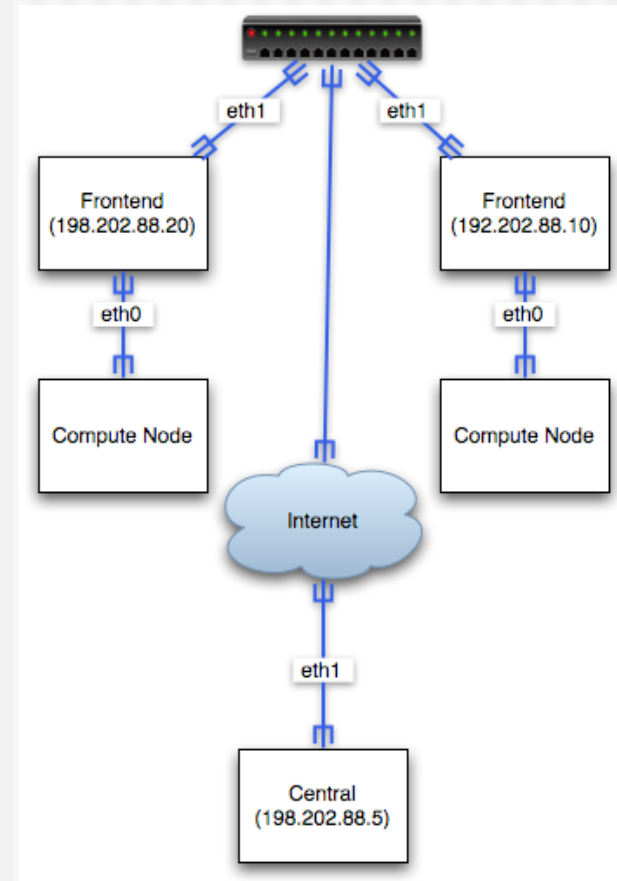 eth1
eth1
Frontend
(198.202.88.20)
Frontend
(192.202.88.10)
eth0
eth0
Compute Node
Compute Node
Internet
eth1
Central
(198.202.88.5)